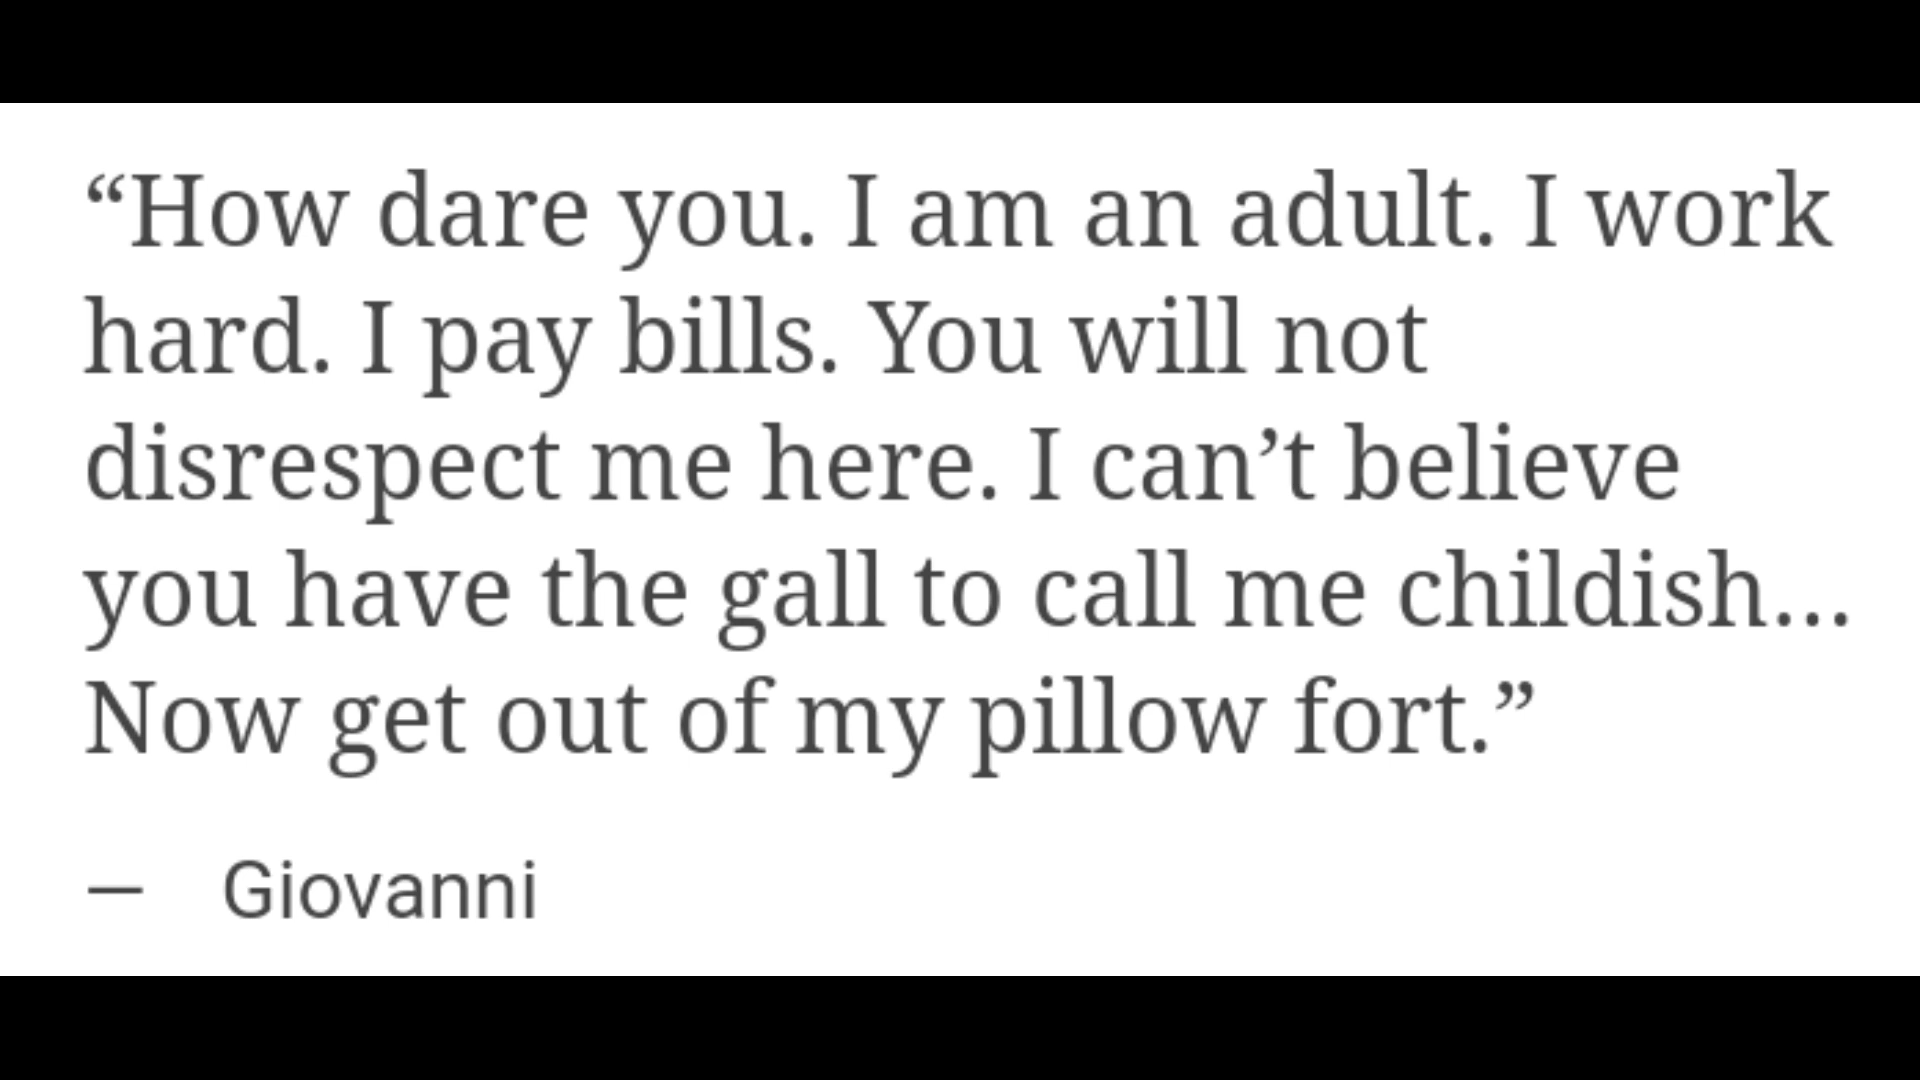 “How dare you. I am an adult. I work
hard. I pay bills. You will not
disrespect me here. I can’t believe
you have the gall to call me childish…
Now get out of my pillow fort.”
— Giovanni